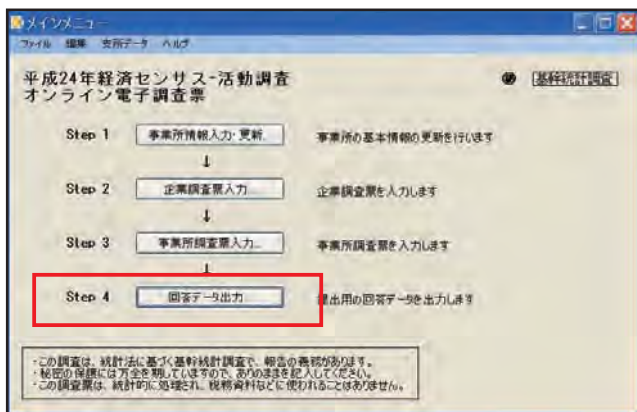 メインメニュー
ファイル 編集 支所データ ヘルプ
平成24年経済センサス-活動調査
オンライン電子調査票
基幹統計調査
Step 1 事業所情報入力・更新... 事業所の基本情報の更新を行います
↓
Step 2 企業調査票入力... 企業調査票を入力します
↓
Step 3 事業所調査票入力... 事業所調査票を入力します
↓
Step 4 回答データ出力... 提出用の回答データを出力します
・この調査は、統計法に基づく基幹統計調査で、報告の義務があります。
・秘密の保護には万全を期していますので、ありのままを記入してください。
・この調査票は、統計的に処理され、税務資料などに使われることはありません。